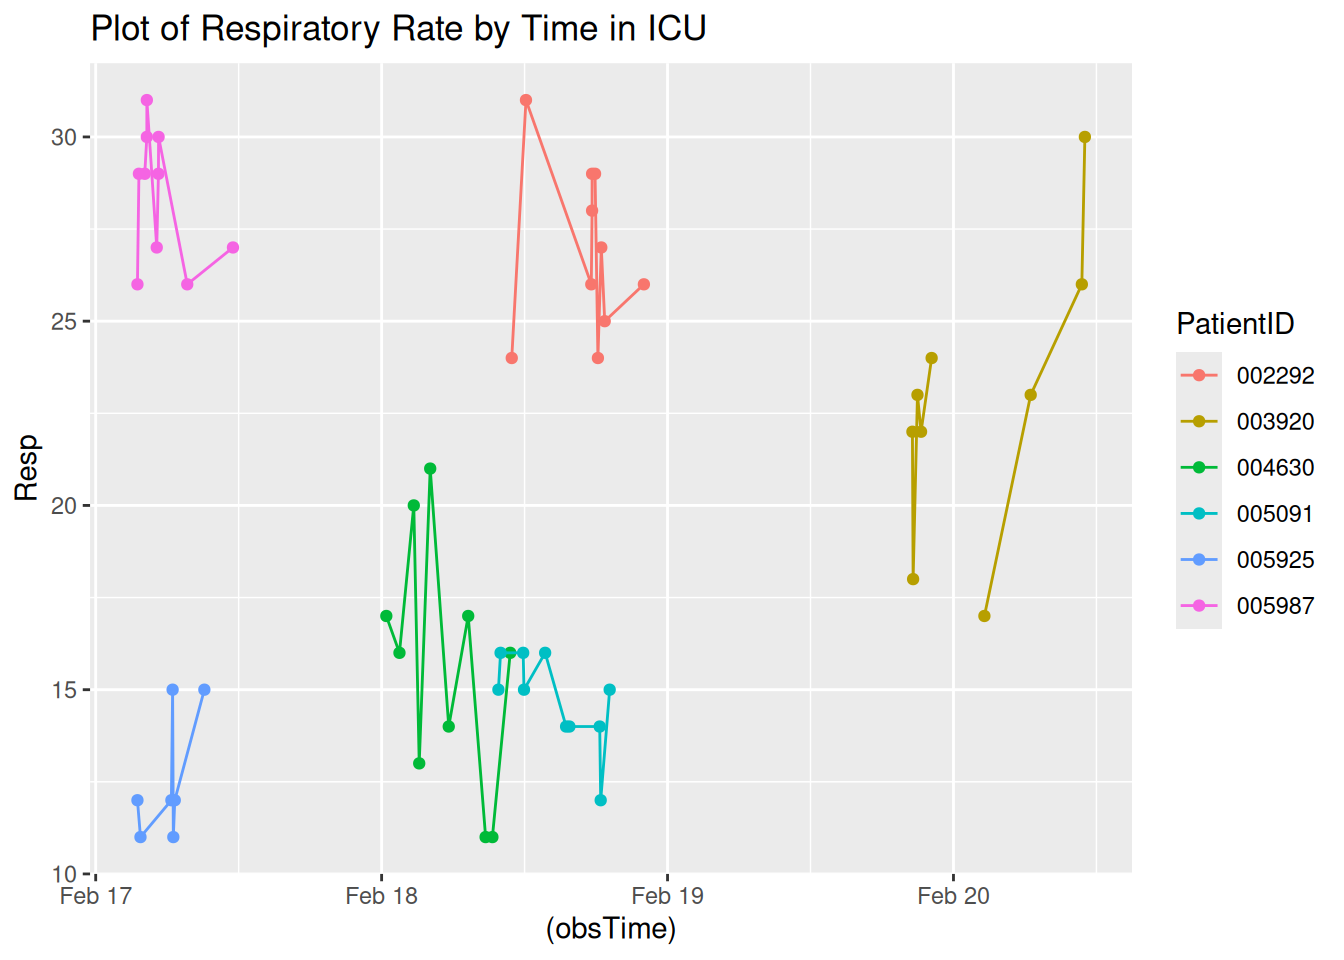 Plot of Respiratory Rate by Time in ICU
Resp
30
25
20
15
10
Feb 17
Feb 18
Feb 19
Feb 20
(obsTime)
PatientID
002292
003920
004630
005091
005925
005987